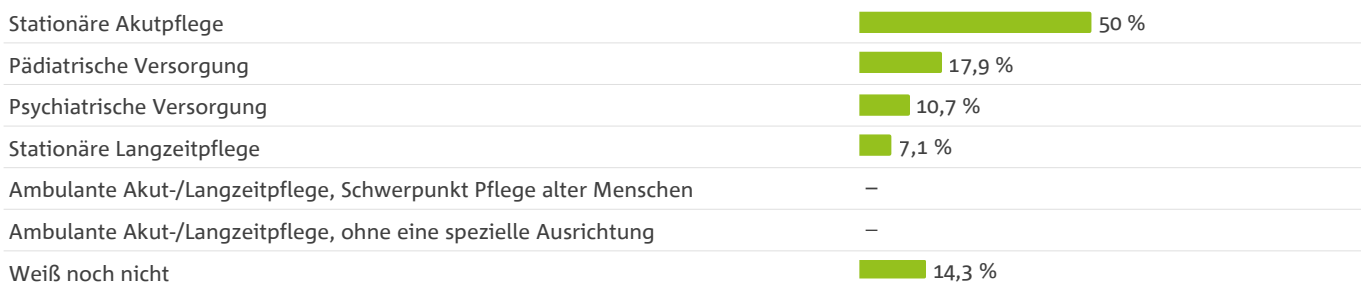 Stationäre Akutpflege 50 %
Pädiatrische Versorgung 17,9 %
Psychiatrische Versorgung 10,7 %
Stationäre Langzeitpflege 7,1 %
Ambulante Akut-/Langzeitpflege, Schwerpunkt Pflege alter Menschen –
Ambulante Akut-/Langzeitpflege, ohne eine spezielle Ausrichtung –
Weiß noch nicht 14,3 %